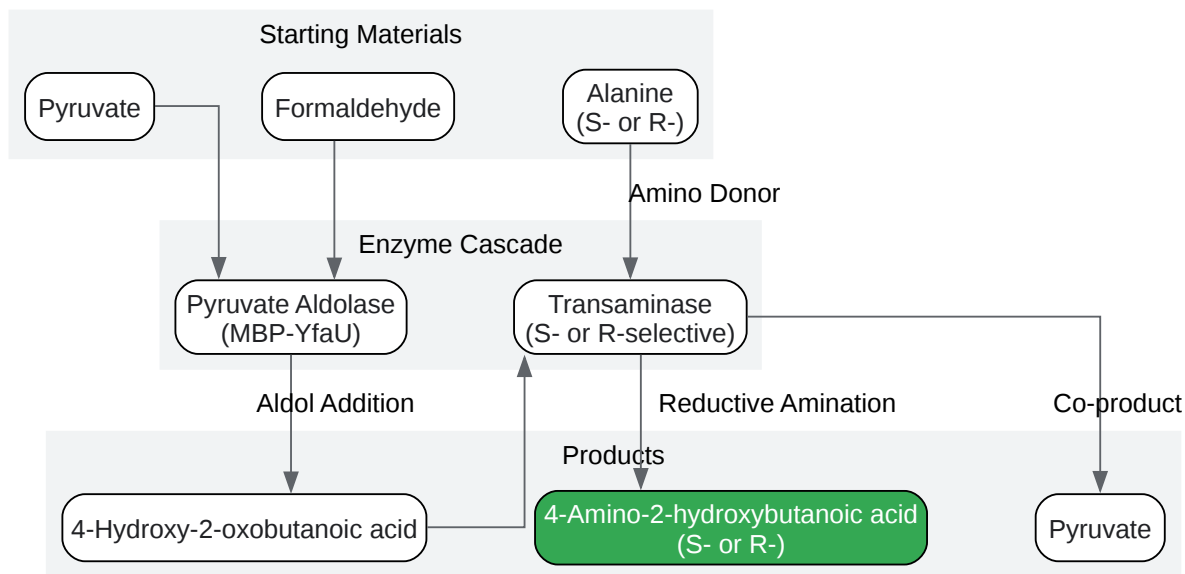 Starting Materials
Pyruvate
Formaldehyde
Alanine
(S- or R-)
Amino Donor
Enzyme Cascade
Pyruvate Aldolase
(MBP-YfaU)
Transaminase
(S- or R-selective)
Aldol Addition
Reductive Amination
Co-product
Products
4-Hydroxy-2-oxobutanoic acid
4-Amino-2-hydroxybutanoic acid
(S- or R-)
Pyruvate